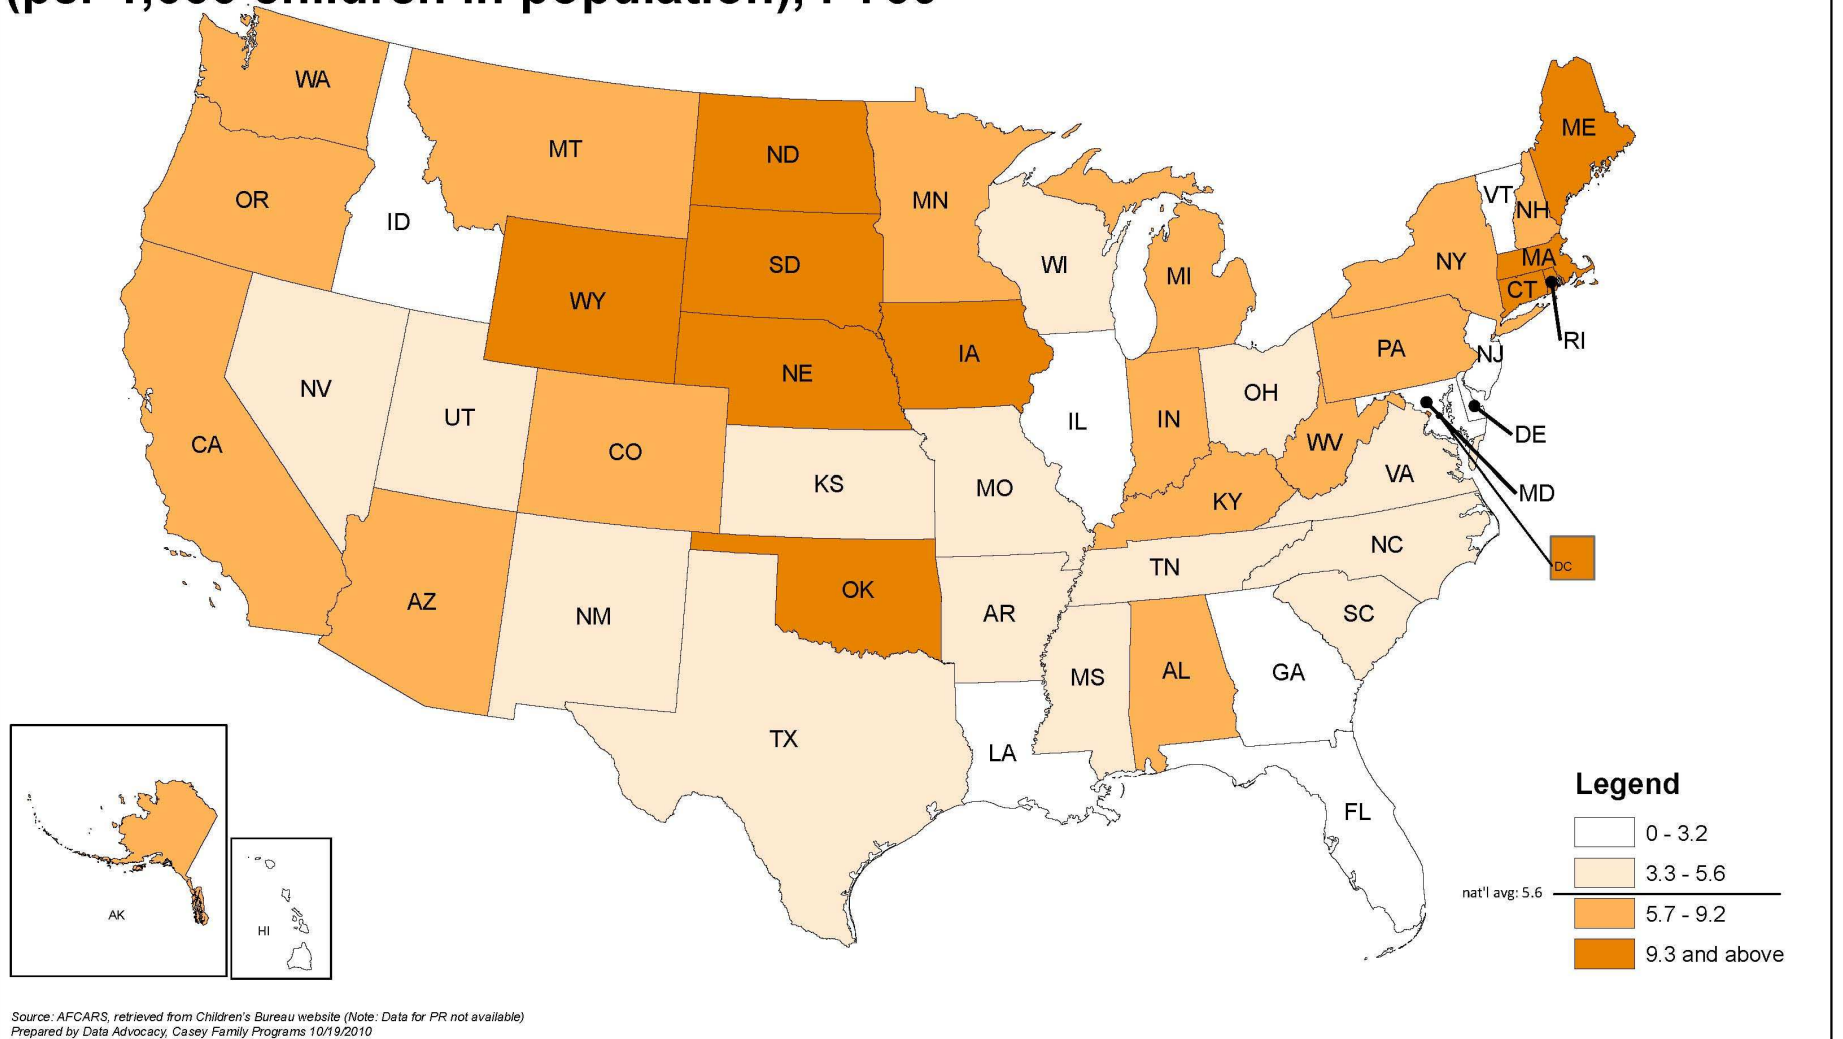 WA
MT
ND
MN
ME
OR
ID
SD
WI
MI
VT
NH
NY
MA
CT
RI
WY
NE
IA
PA
NJ
NV
UT
CO
KS
MO
IL
IN
OH
WV
VA
DE
MD
DC
CA
AZ
NM
OK
AR
TN
KY
NC
SC
TX
LA
MS
AL
GA
FL
AK
HI
Legend
0 - 3.2
3.3 - 5.6
nat'l avg: 5.6
5.7 - 9.2
9.3 and above
Source: AFCARS, retrieved from Children's Bureau website (Note: Data for PR not available)
Prepared by Data Advocacy, Casey Family Programs 10/19/2010